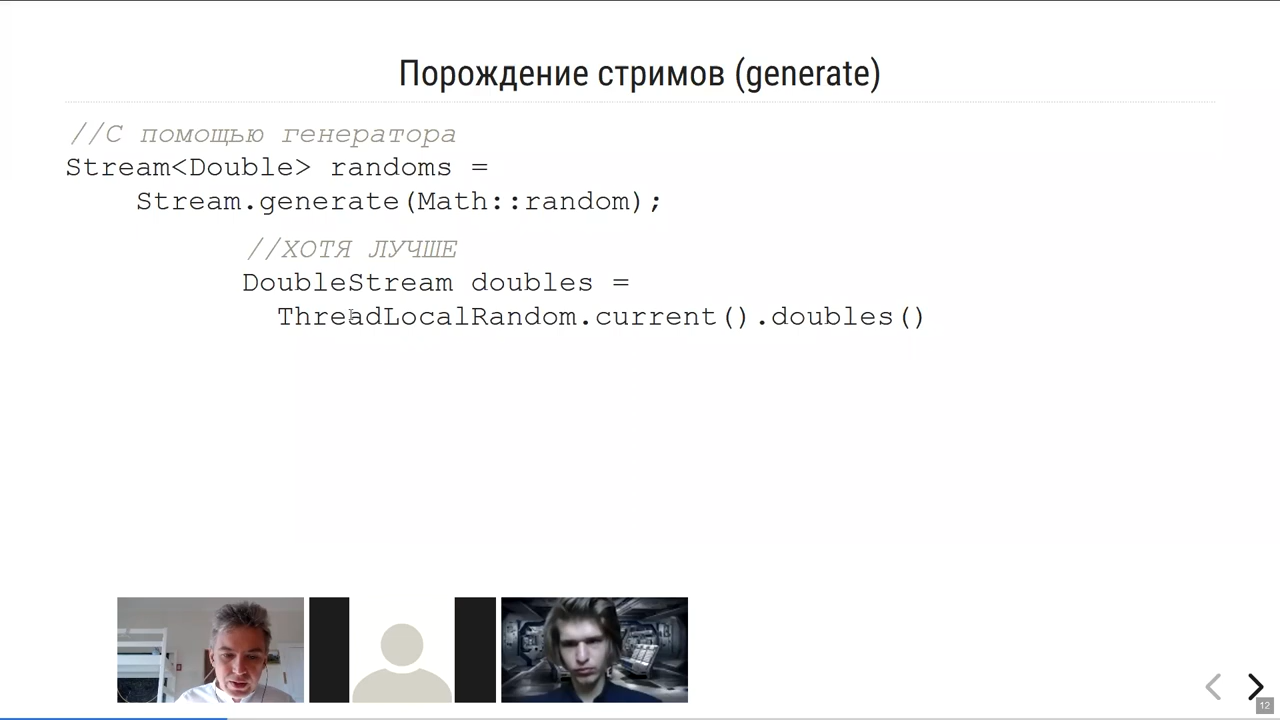 Порождение стримов (generate)
//С помощью генератора
Stream<Double> randoms =
Stream.generate(Math::random);
//ХОТЯ ЛУЧШЕ
DoubleStream doubles =
ThreadLocalRandom.current().doubles()
12